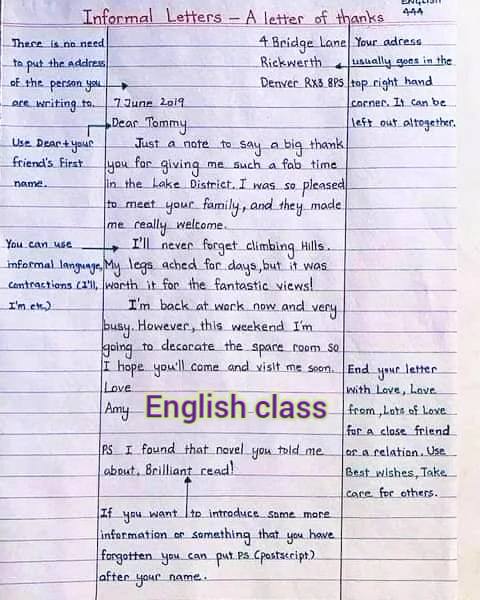 ENGLISH
444
Informal Letters – A letter of thanks
There is no need
to put the address
of the person you
are writing to.
Use Dear+your
friend's first
name.
You can use
informal language,
contractions (I'll,
I'm etc.)
4 Bridge Lane
Rickwerth
Denver RX3 8PS
7 June 2019
Dear Tommy
Just a note to say a big thank
you for giving me such a fab time
in the Lake District. I was so pleased
to meet your family, and they made
me really welcome.
I'll never forget climbing Hills.
My legs ached for days, but it was
worth it for the fantastic views!
I'm back at work now and very
busy. However, this weekend I'm
going to decorate the spare room so
I hope you'll come and visit me soon.
Love
Amy
English class
PS I found that novel you told me
about. Brilliant read!
If you want to introduce some more
information or something that you have
forgotten you can put PS (postscript)
after your name.
Your adress
usually goes in the
top right hand
corner. It can be
left out altogether.
End your letter
with Love, Love
from, Lots of Love
for a close friend
or a relation. Use
Best wishes, Take
care for others.